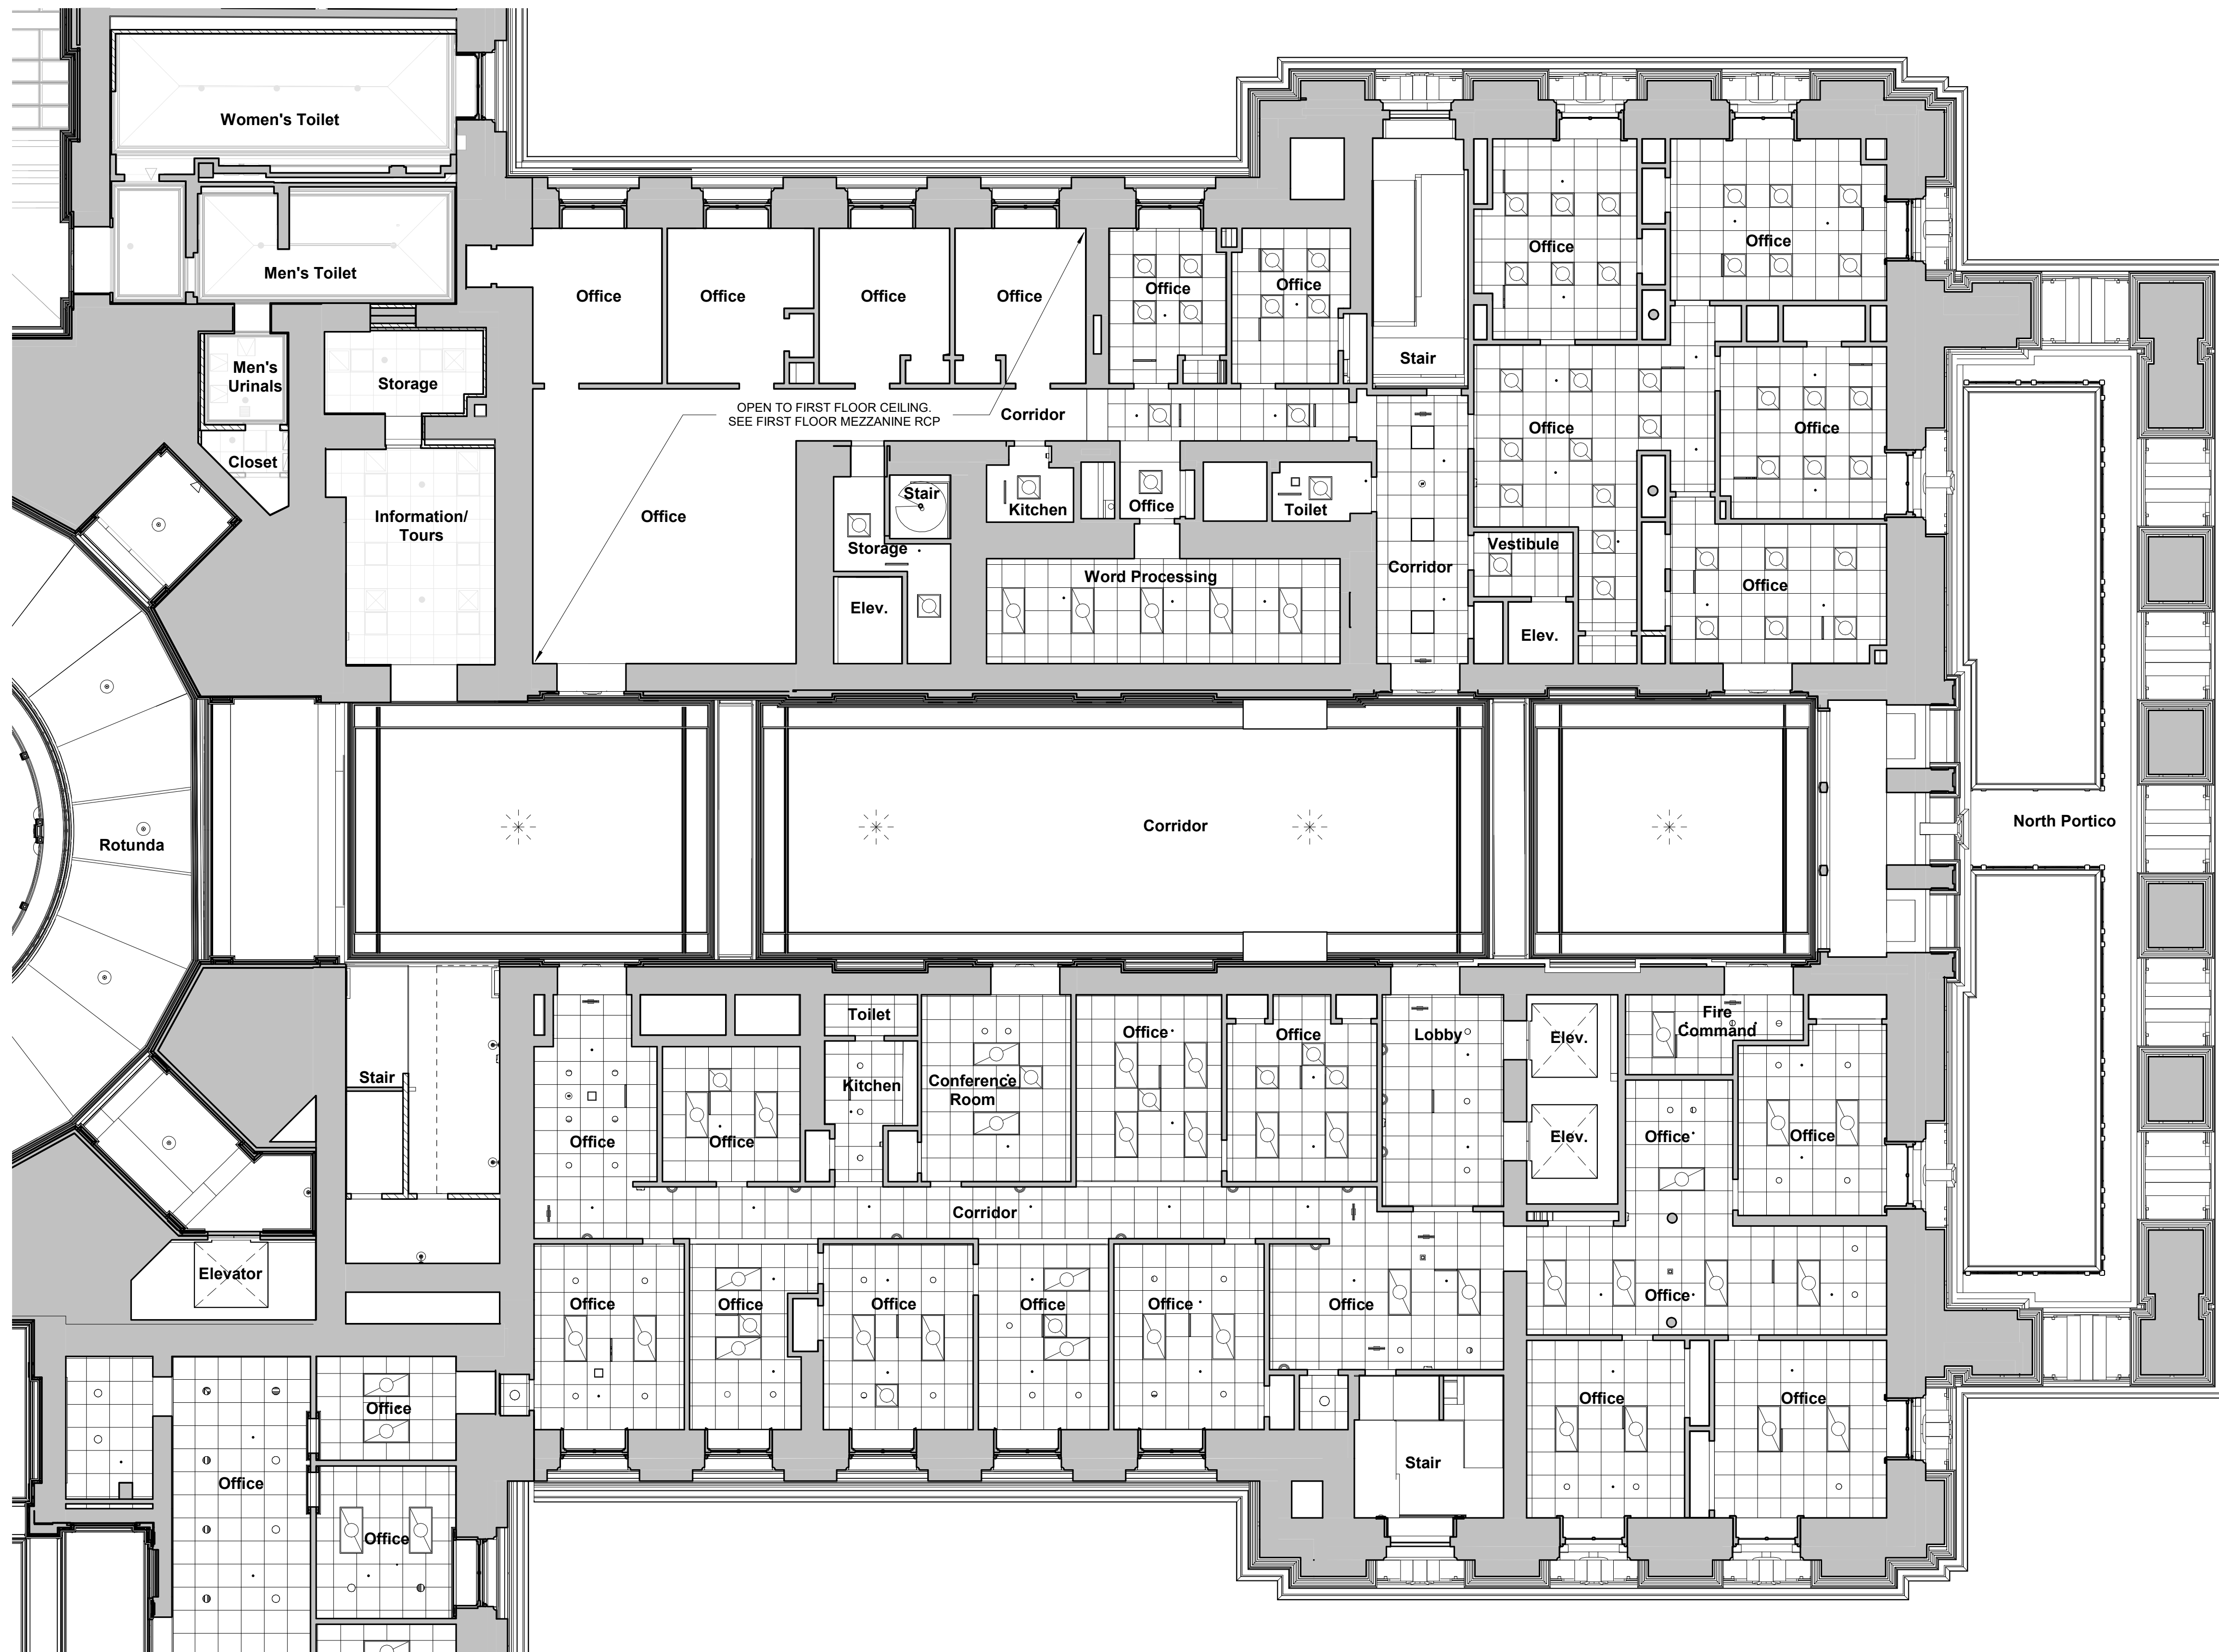 Women's Toilet
Men's Toilet
Men's
Urinals
Closet
Storage
Information/
Tours
Office
Office
Office
Office
Office
Office
Stair
Office
Office
OPEN TO FIRST FLOOR CEILING.
SEE FIRST FLOOR MEZZANINE RCP
Corridor
Office
Office
Office
Stair
Storage
Elev.
Kitchen
Office
Toilet
Word Processing
Corridor
Vestibule
Elev.
Office
Rotunda
Corridor
North Portico
Stair
Elevator
Office
Office
Toilet
Kitchen
Conference
Room
Office
Office
Lobby
Elev.
Elev.
Fire
Command
Office
Office
Corridor
Office
Office
Office
Office
Office
Office
Office
Office
Office
Stair
Office
Office
Office
Office